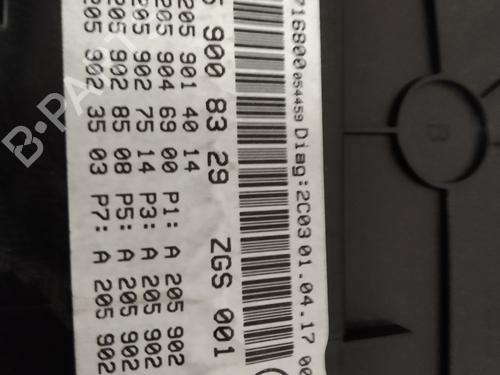 716800 054459 Diag:2C03 01.04.17 00
5 900 83 29 ZGS 001
205 901 40 14 P1: A 205 902
205 904 69 00 P3: A 205 902
205 902 75 14 P5: A 205 902
205 902 85 08 P7: A 205 902
205 902 35 03
B
B-PA